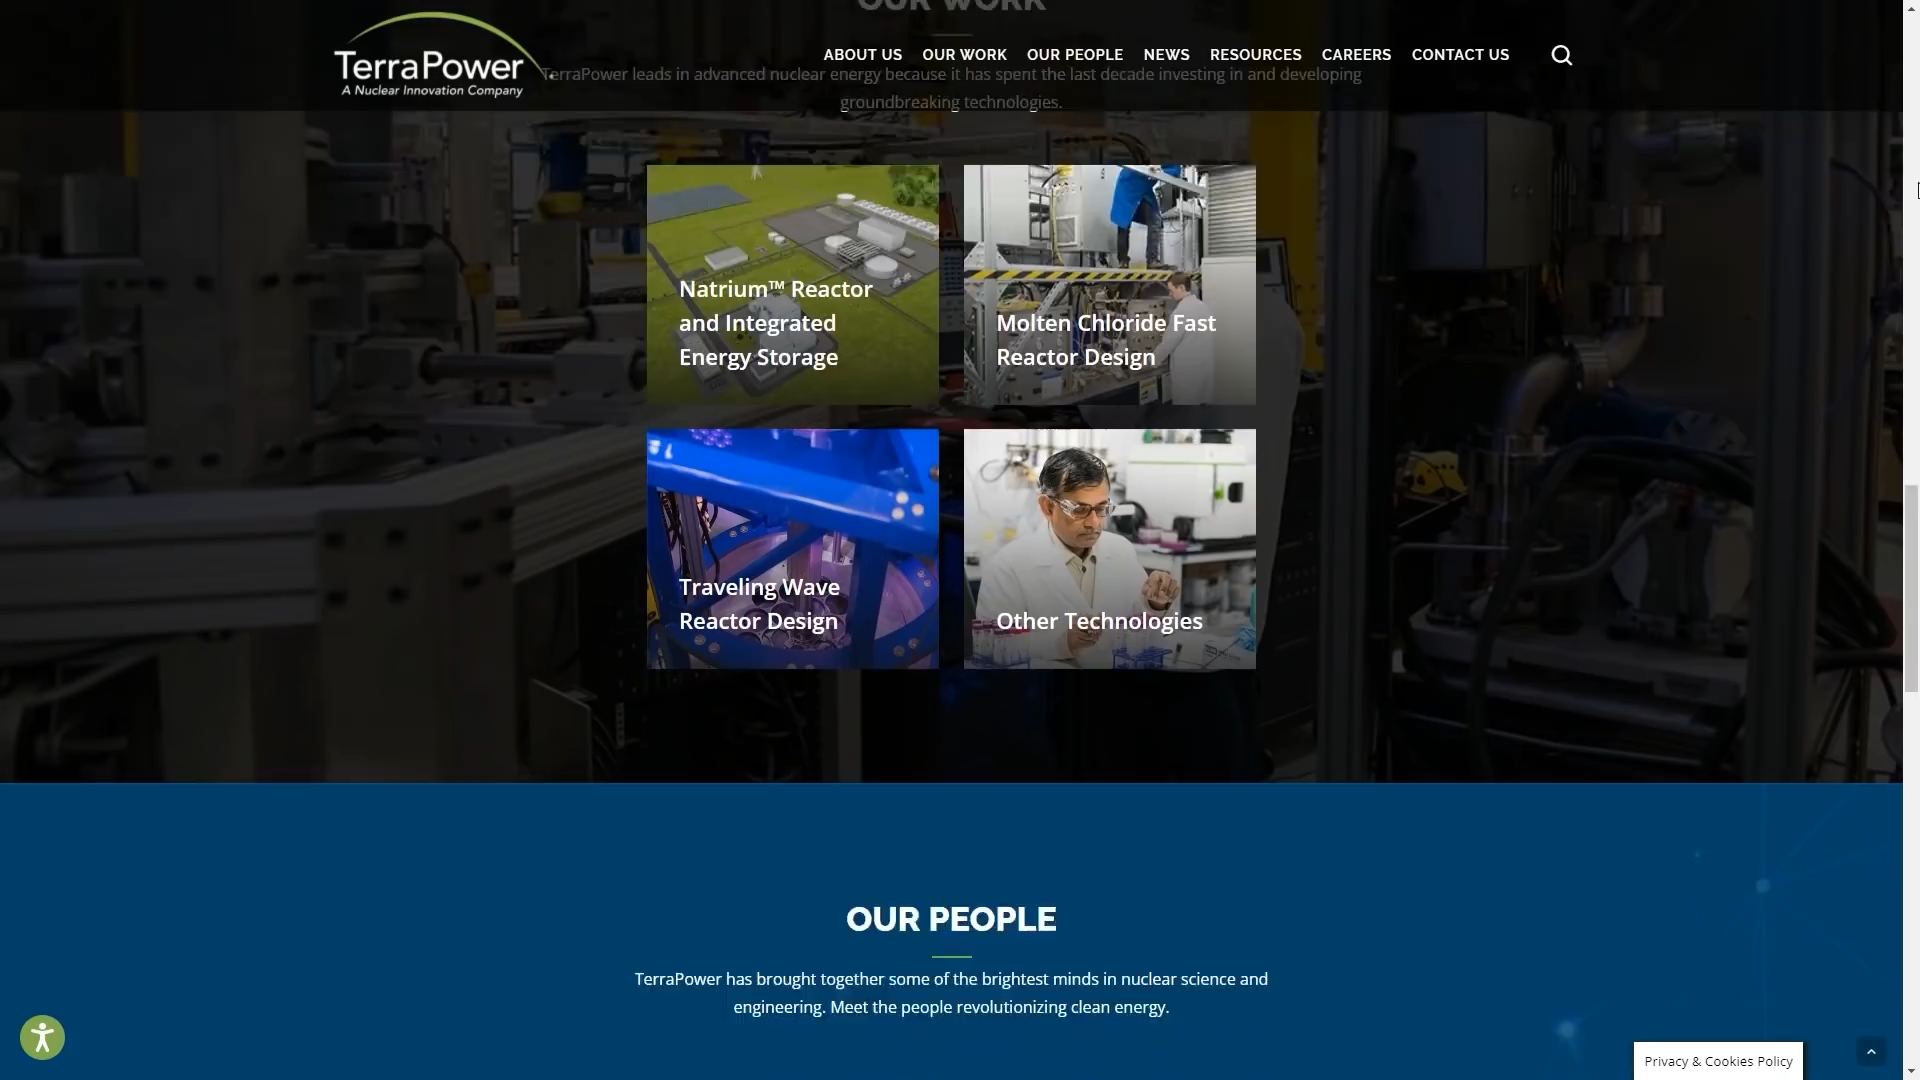 OUR WORK
TerraPower
A Nuclear Innovation Company
ABOUT US OUR WORK OUR PEOPLE NEWS RESOURCES CAREERS CONTACT US
TerraPower leads in advanced nuclear energy because it has spent the last decade investing in and developing
groundbreaking technologies.
Natrium™ Reactor
and Integrated
Energy Storage
Molten Chloride Fast
Reactor Design
Traveling Wave
Reactor Design
Other Technologies
OUR PEOPLE
TerraPower has brought together some of the brightest minds in nuclear science and
engineering. Meet the people revolutionizing clean energy.
Privacy & Cookies Policy